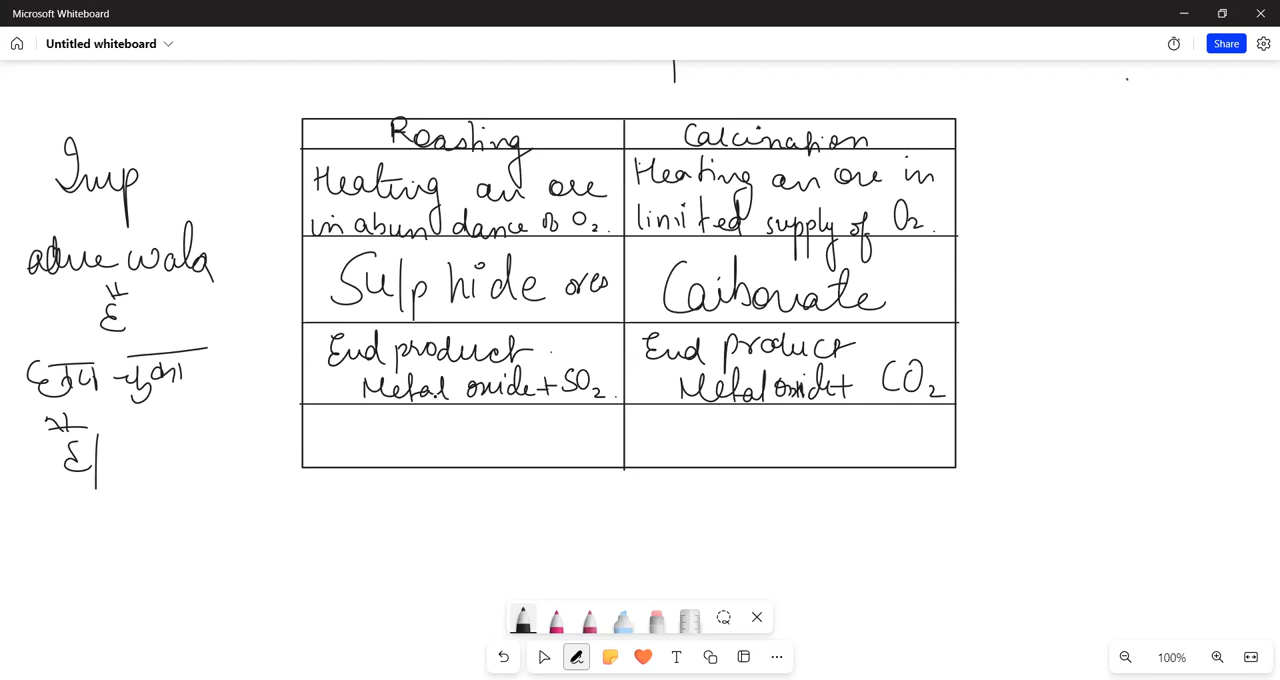 Microsoft Whiteboard
Untitled whiteboard
Share
Imp
Roasting
Calcination
Heating an ore
in abundance of O₂.
Heating an ore in
limited supply of O₂.
wala
Sulphide ores
Carbonate
End product
Metal oxide + SO₂.
End product
Metal oxide + CO₂
100%